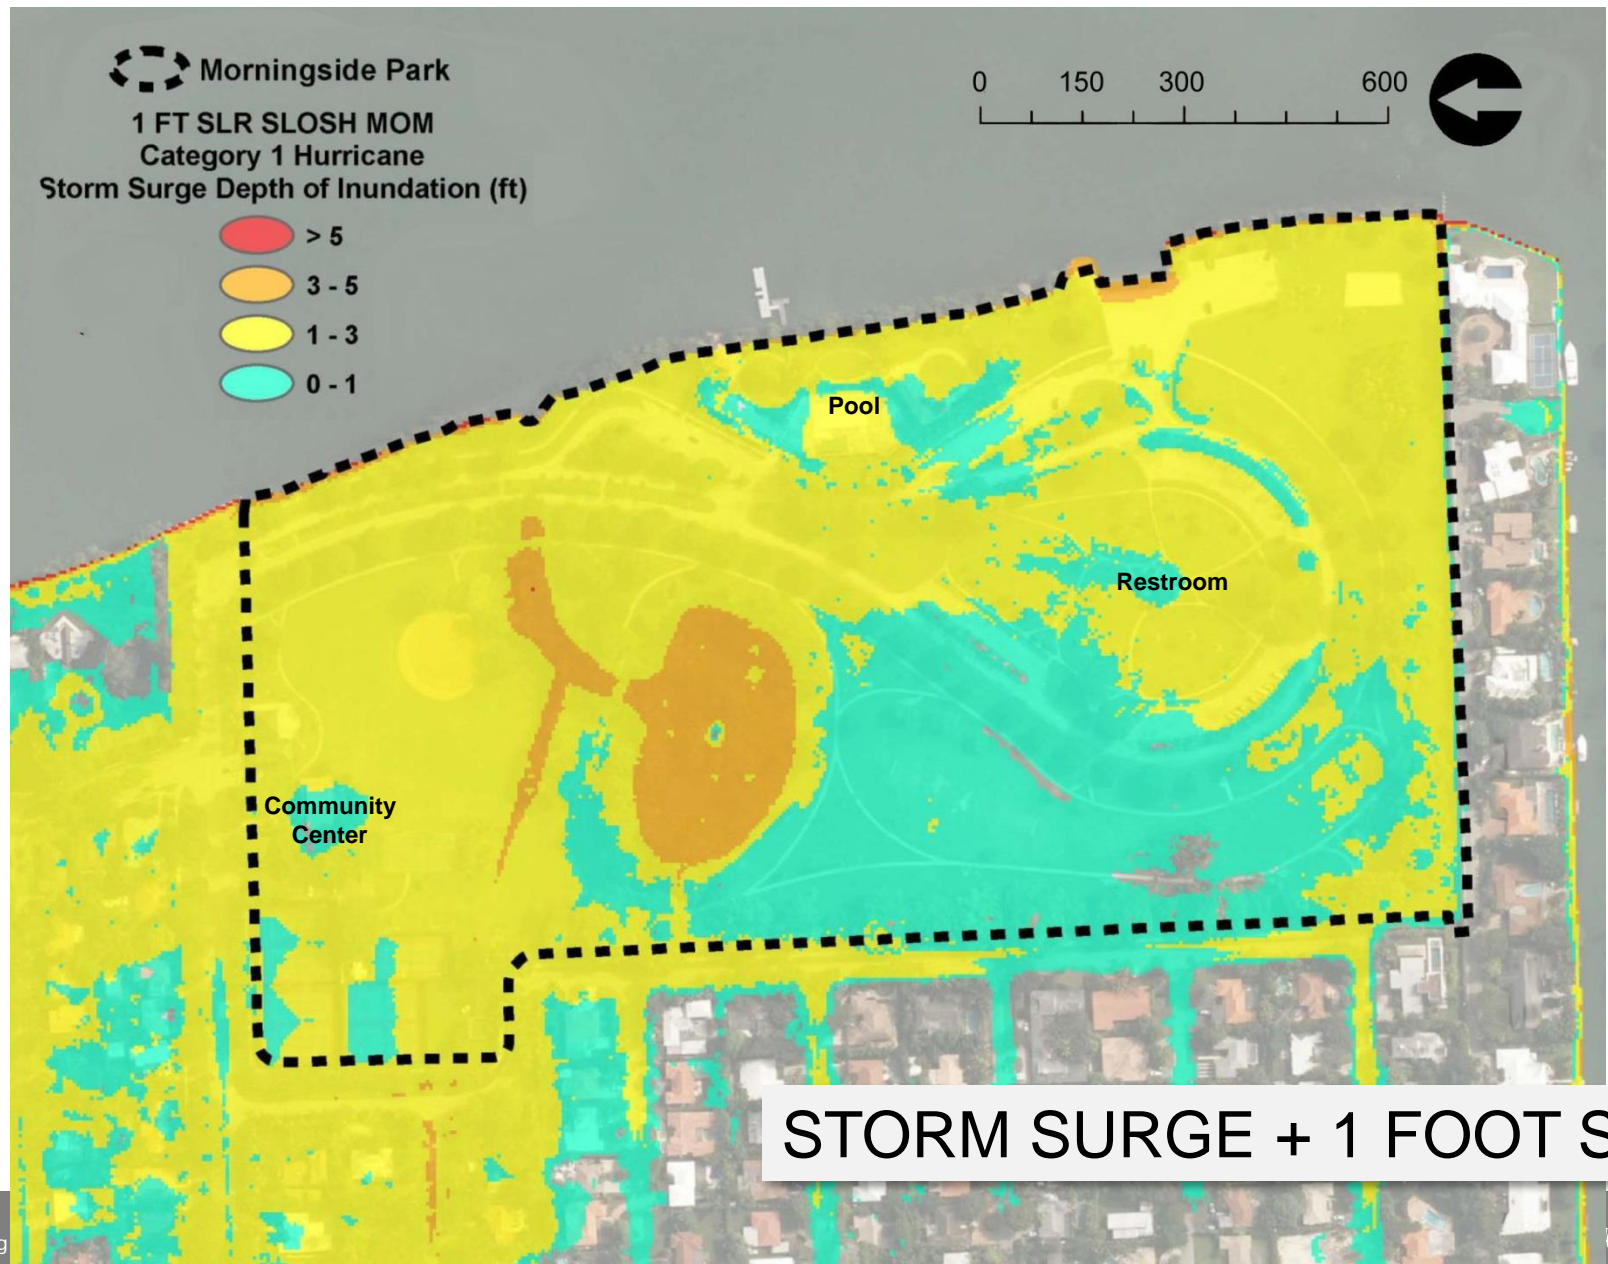 Morningside Park
1 FT SLR SLOSH MOM
Category 1 Hurricane
Storm Surge Depth of Inundation (ft)
> 5
3 - 5
1 - 3
0 - 1
0 150 300 600
Pool
Restroom
Community
Center
STORM SURGE + 1 FOOT S
g